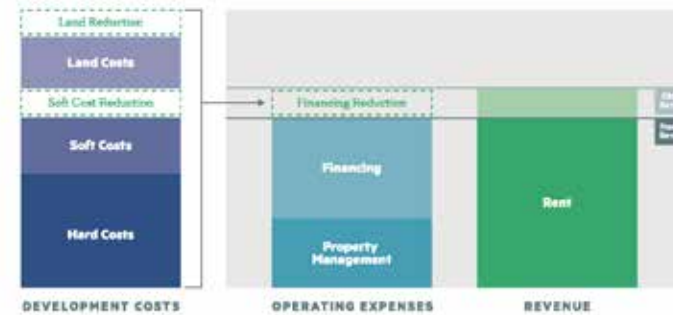 Land Reduction
Land Costs
Soft Cost Reduction
Soft Costs
Hard Costs
DEVELOPMENT COSTS
Financing Reduction
Financing
Property
Management
OPERATING EXPENSES
Rent
REVENUE